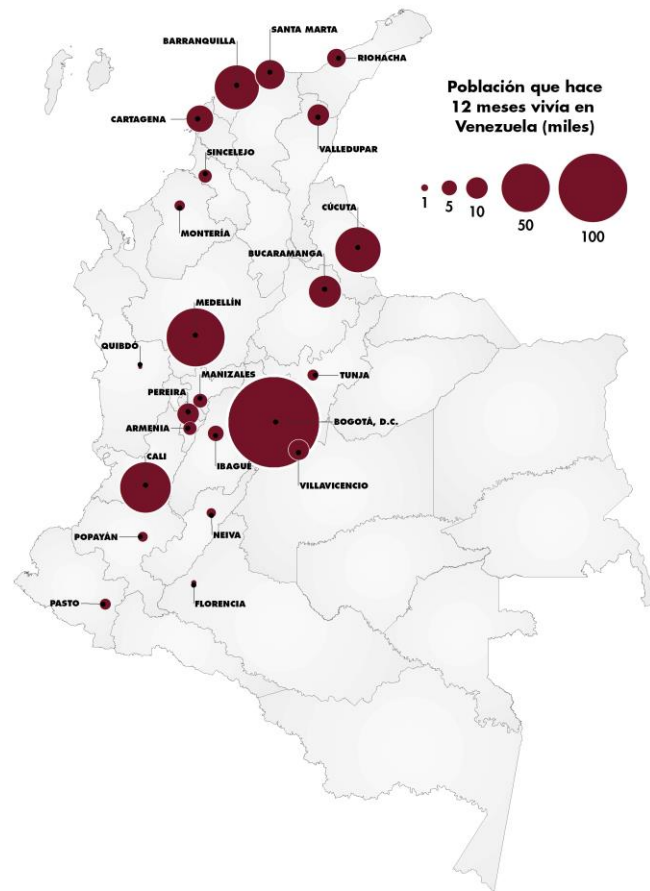 SANTA MARTA
BARRANQUILLA
RIOHACHA
Población que hace
12 meses vivía en
Venezuela (miles)
CARTAGENA
VALLEDUPAR
SINCELEJO
1
5
10
50
100
CÚCUTA
MONTERÍA
BUCARAMANGA
MEDELLÍN
QUIBDÓ
MANIZALES
TUNJA
PEREIRA
BOGOTÁ, D.C.
ARMENIA
IBAGUÉ
CALI
VILLAVICENCIO
POPAYÁN
NEIVA
PASTO
FLORENCIA